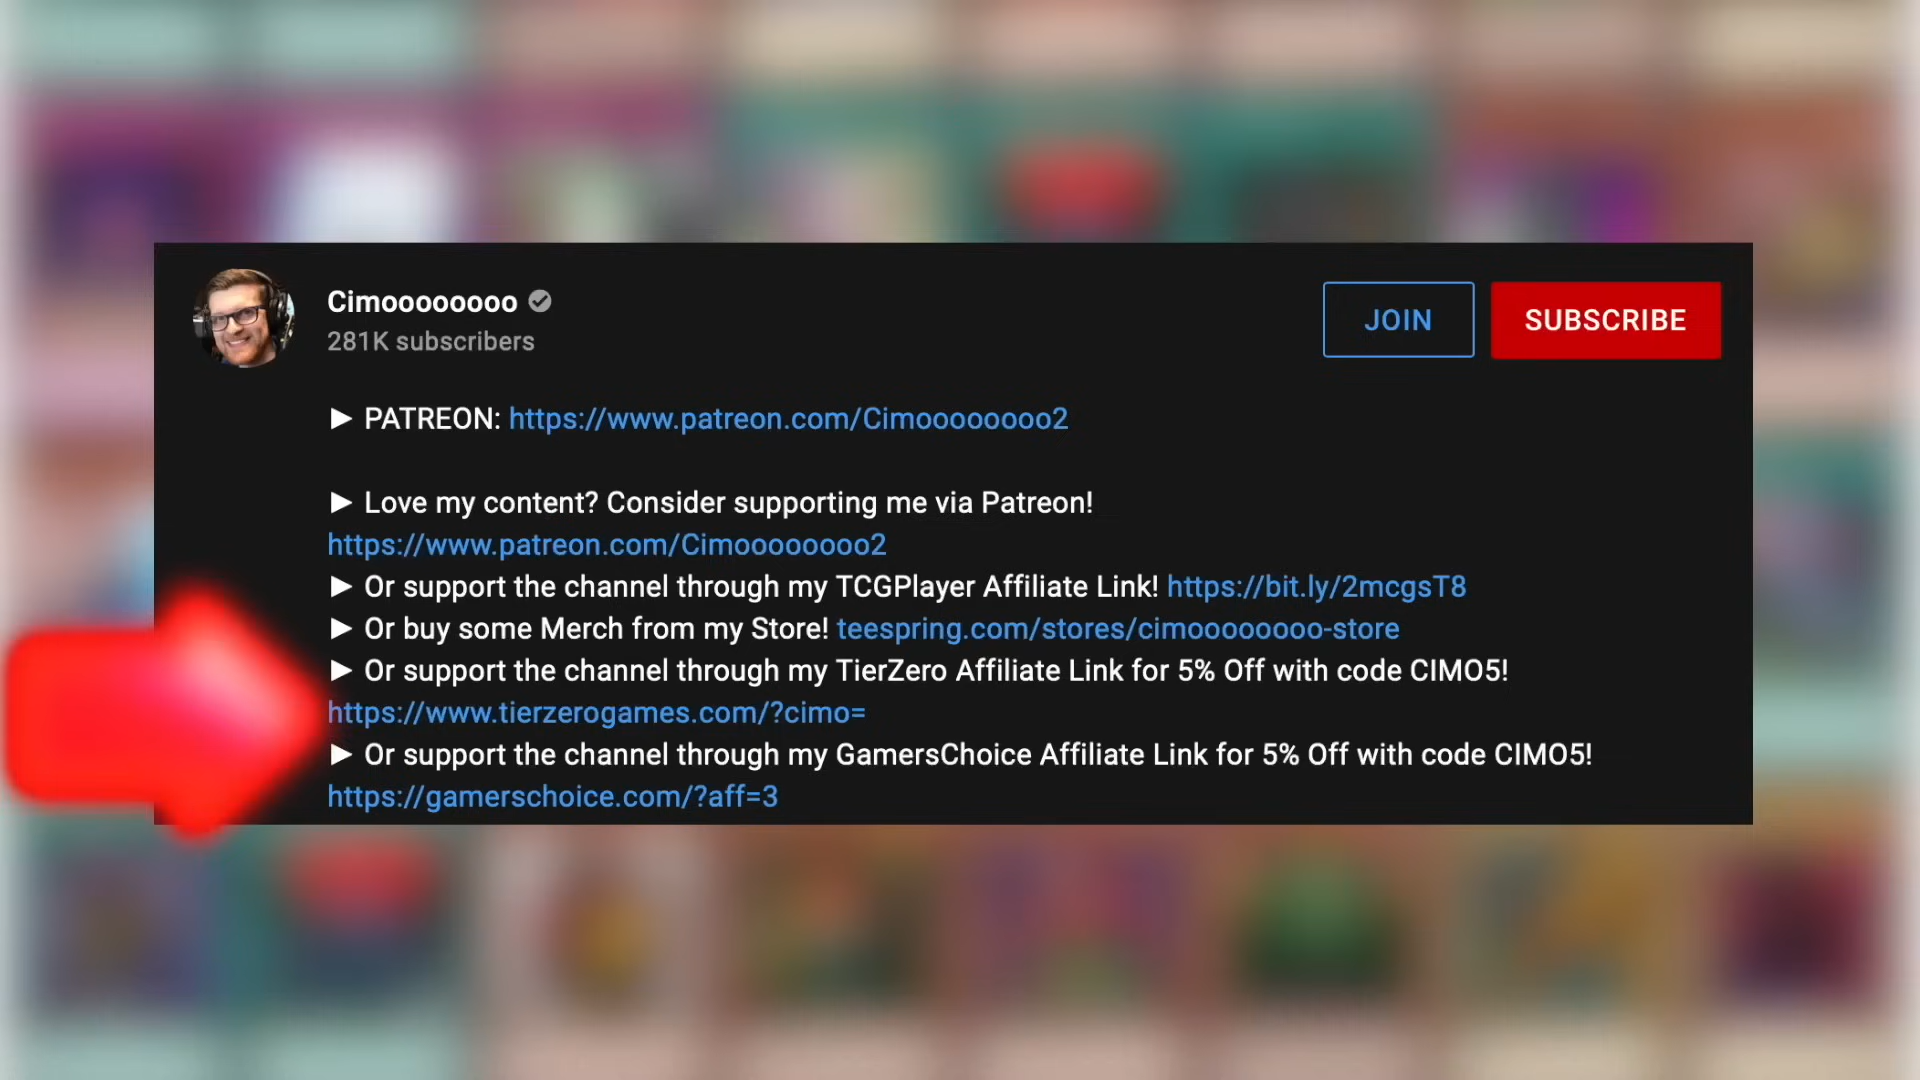 Cimoooooooo
281K subscribers
JOIN
SUBSCRIBE
► PATREON: https://www.patreon.com/Cimoooooooo2
► Love my content? Consider supporting me via Patreon!
https://www.patreon.com/Cimoooooooo2
► Or support the channel through my TCGPlayer Affiliate Link! https://bit.ly/2mcgsT8
► Or buy some Merch from my Store! teespring.com/stores/cimoooooooo-store
► Or support the channel through my TierZero Affiliate Link for 5% Off with code CIMO5!
https://www.tierzerogames.com/?cimo=
► Or support the channel through my GamersChoice Affiliate Link for 5% Off with code CIMO5!
https://gamerschoice.com/?aff=3